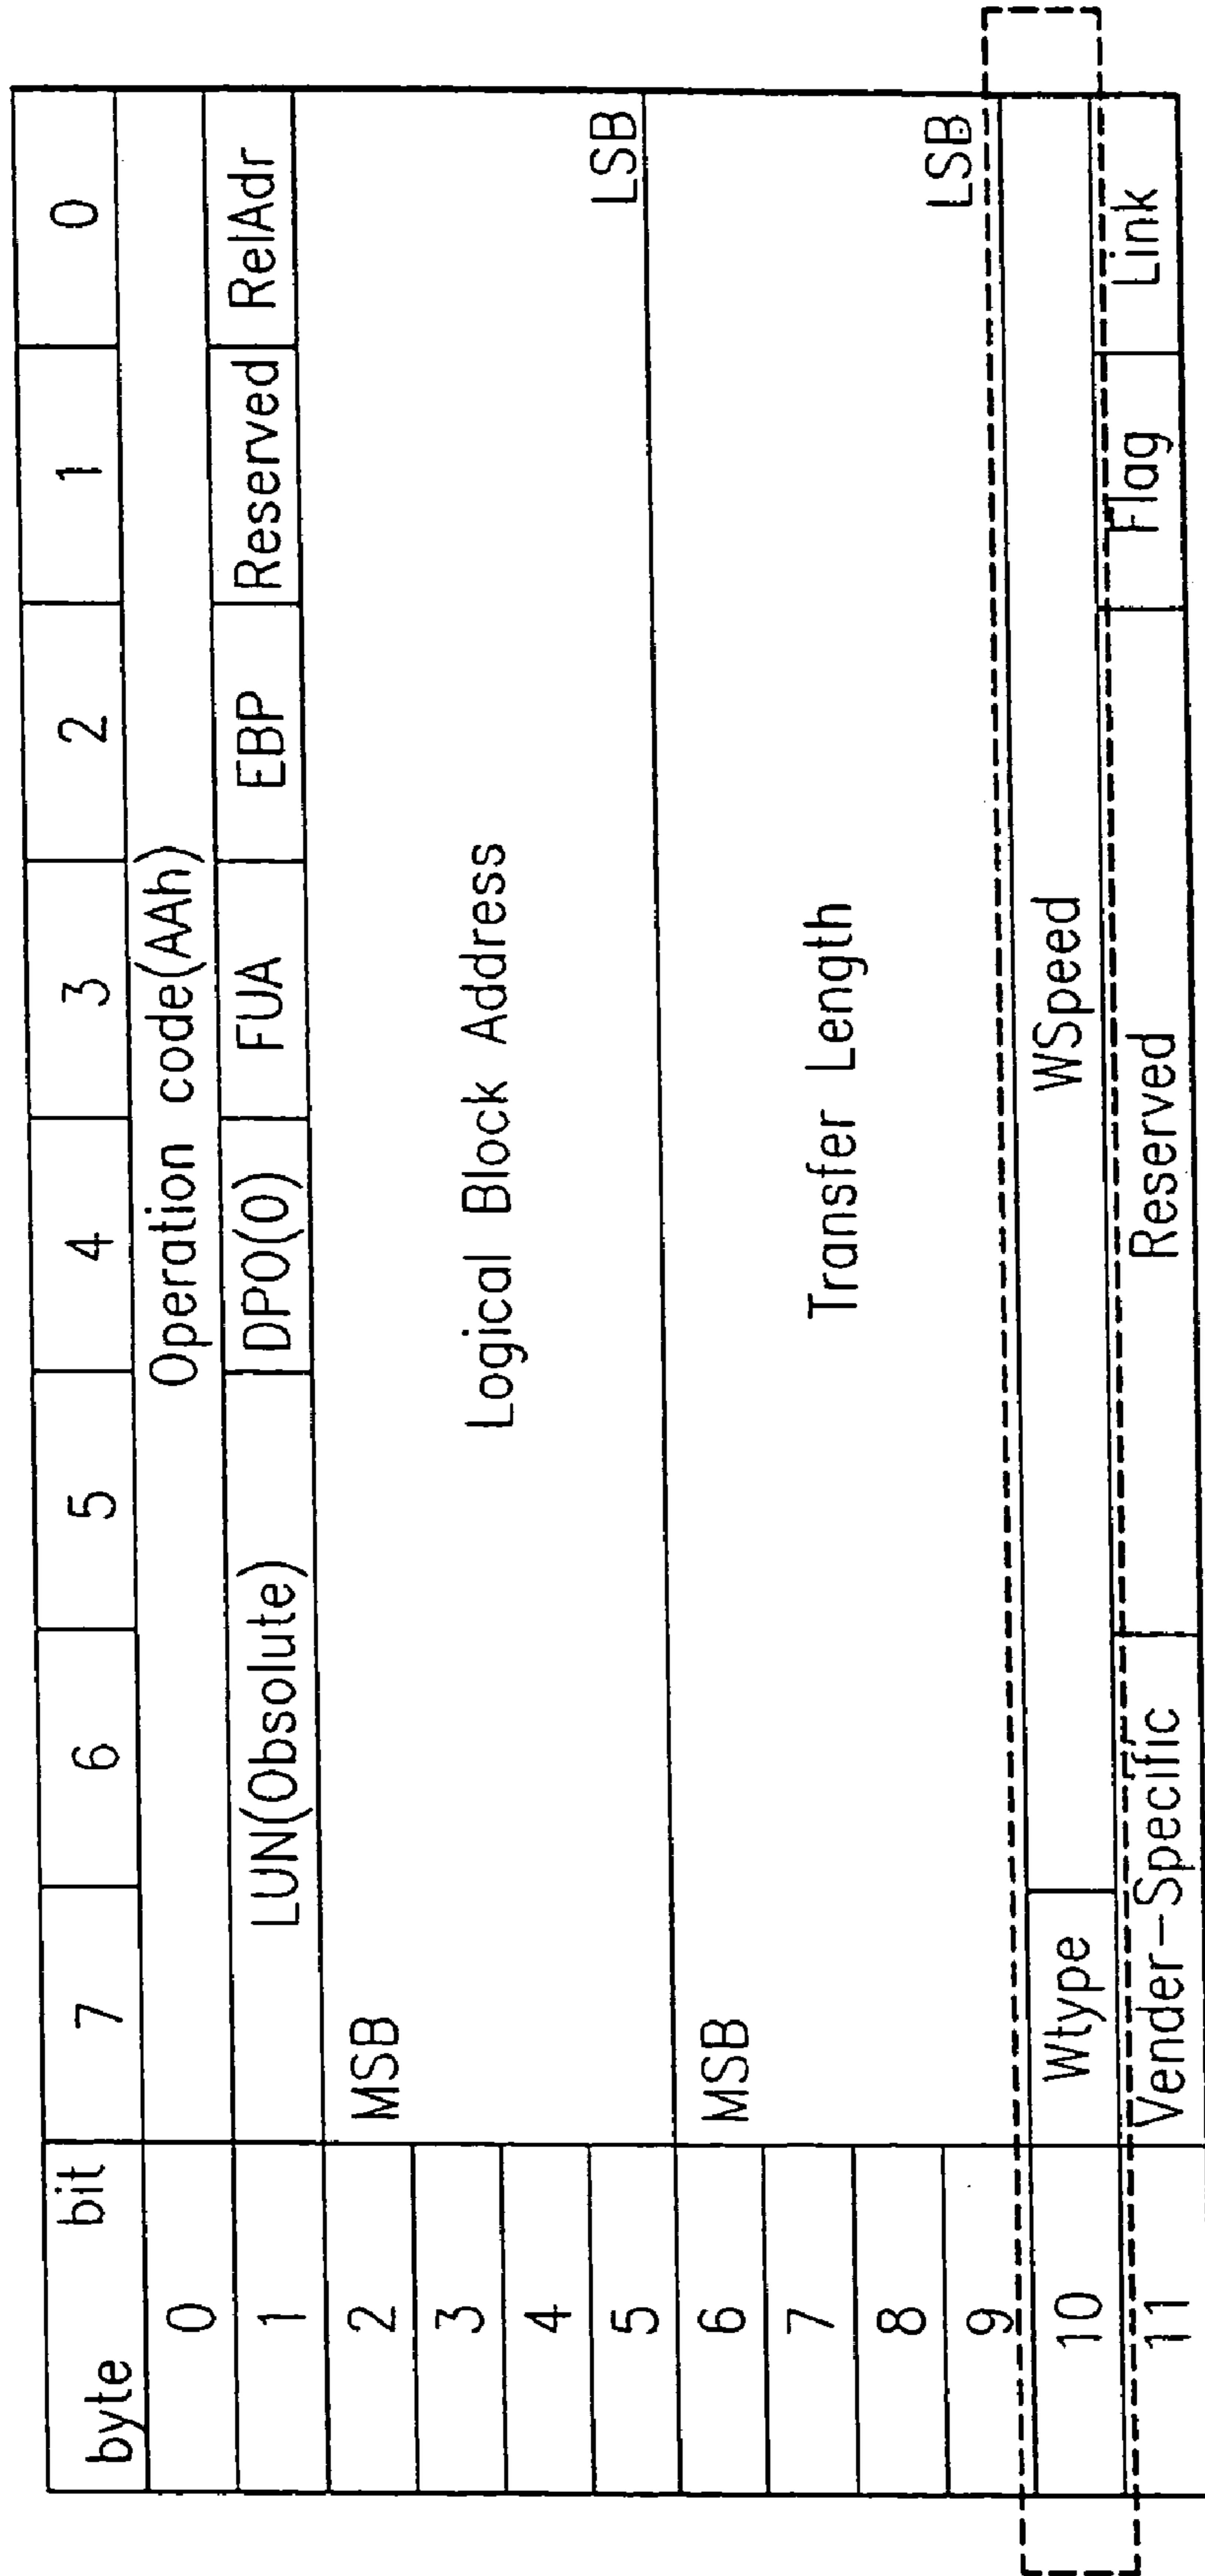 byte bit 7 6 5 4 3 2 1 0
0 Operation code(AAh)
1 LUN(Obsolute) DPO(0) FUA EBP Reserved RelAdr
2 MSB
3 Logical Block Address
4
5 LSB
6 MSB
7 Transfer Length
8
9 LSB
10 Wtype WSpeed
11 Vender-Specific Reserved Flag Link